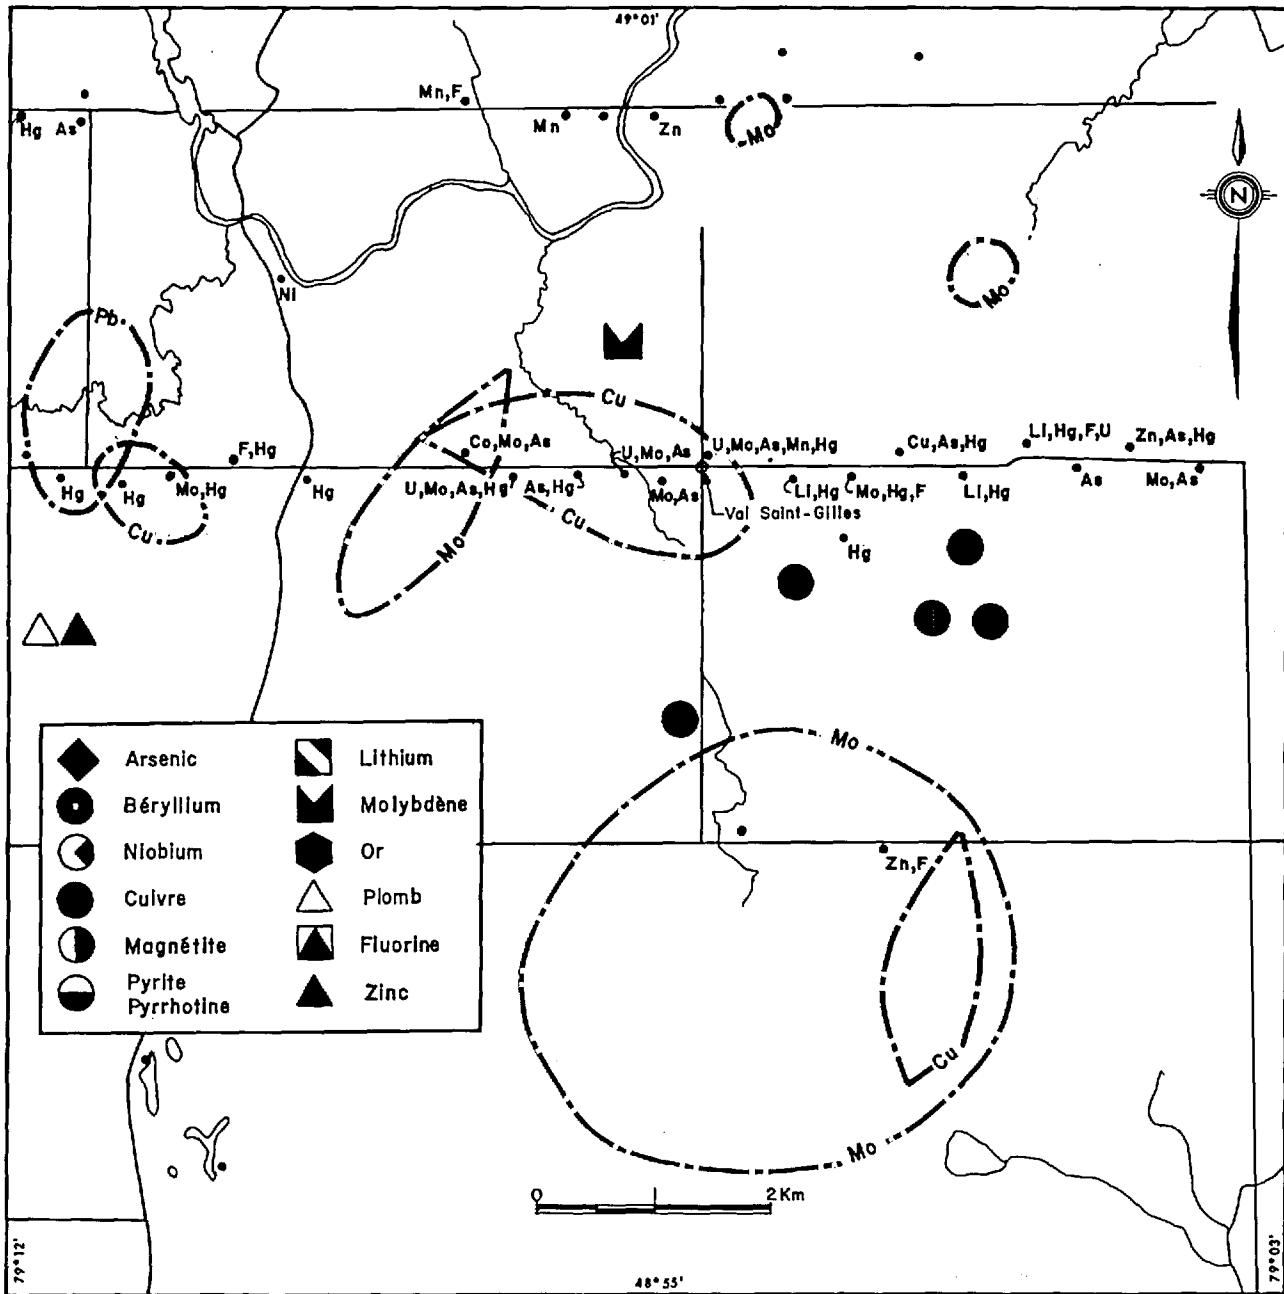 49°01'
Mn,F
Hg
As
Mn
Zn
Mo
N
Ni
Mo
Pb
Cu
Co,Mo,As
U,Mo,As
U,Mo,As,Mn,Hg
Cu,As,Hg
Li,Hg,F,U
Zn,As,Hg
F,Hg
Hg
Hg
Mo,Hg
Hg
U,Mo,As,Hg
As,Hg
Mo,As
Li,Hg
Mo,Hg,F
Li,Hg
As
Mo,As
Val Saint-Gilles
Cu
Cu
Mo
Hg
Mo
Arsenic
Lithium
Béryllium
Molybdène
Niobium
Or
Cuivre
Plomb
Magnétite
Fluorine
Pyrite
Pyrrhotine
Zinc
Zn,F
Cu
Mo
0
2 Km
79°12'
48°55'
79°03'